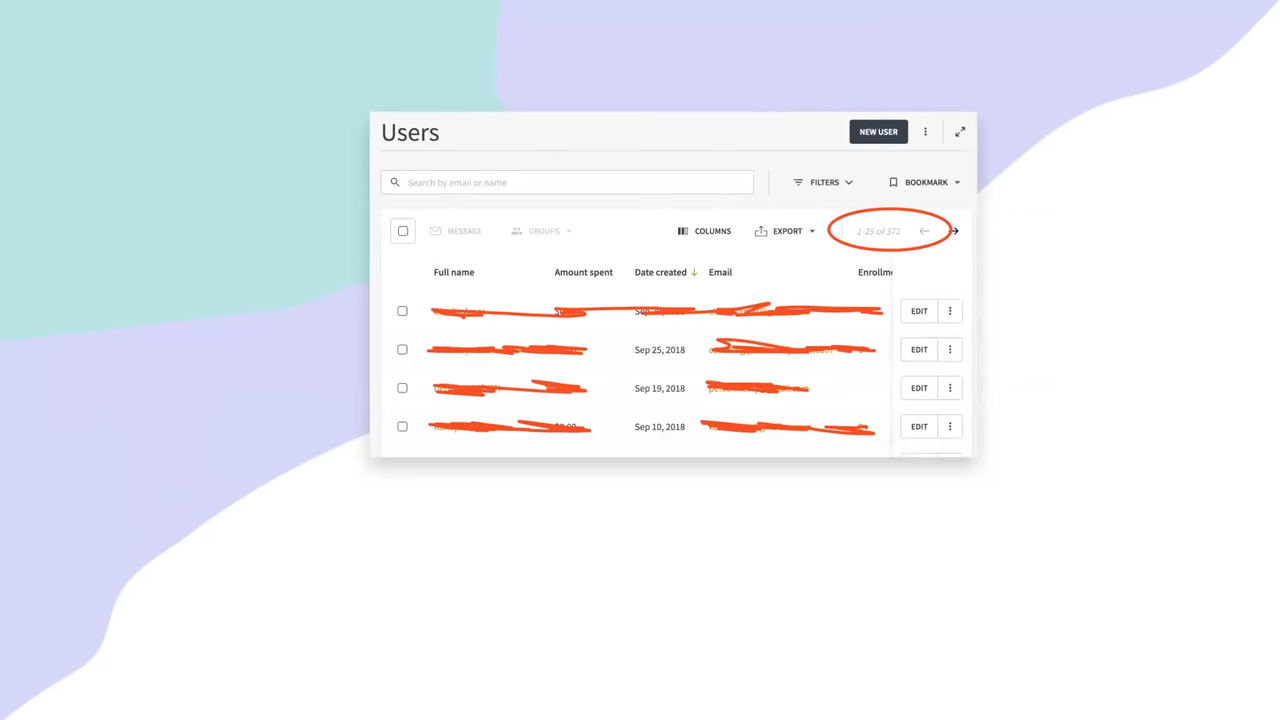 Users
NEW USER
Search by email or name
FILTERS
BOOKMARK
MESSAGE
GROUPS
COLUMNS
EXPORT
1-25 of 372
Full name Amount spent Date created Email Enrollme
EDIT
Sep 25, 2018
EDIT
Sep 19, 2018
EDIT
Sep 10, 2018
EDIT